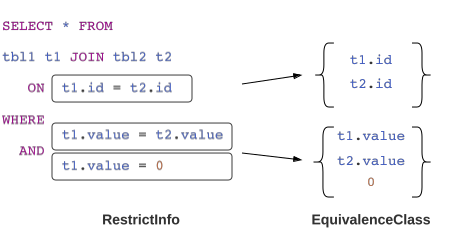 SELECT * FROM
tbl1 t1 JOIN tbl2 t2
ON t1.id = t2.id
WHERE
t1.value = t2.value
AND t1.value = 0
t1.id
t2.id
t1.value
t2.value
0
RestrictInfo
EquivalenceClass